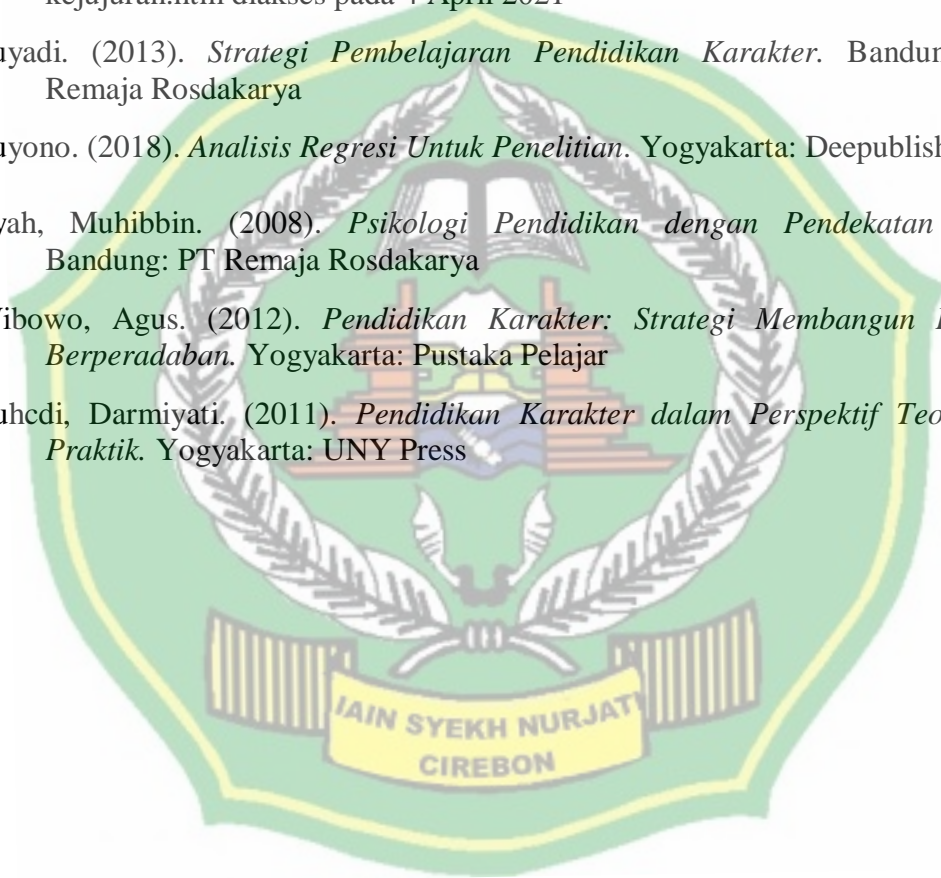 kejujuran.html diakses pada 4 April 2021
uyadi. (2013). Strategi Pembelajaran Pendidikan Karakter. Bandun
Remaja Rosdakarya
uyono. (2018). Analisis Regresi Untuk Penelitian. Yogyakarta: Deepublish
yah, Muhibbin. (2008). Psikologi Pendidikan dengan Pendekatan
Bandung: PT Remaja Rosdakarya
ibowo, Agus. (2012). Pendidikan Karakter: Strategi Membangun
Berperadaban. Yogyakarta: Pustaka Pelajar
uhcdi, Darmiyati. (2011). Pendidikan Karakter dalam Perspektif Teo
Praktik. Yogyakarta: UNY Press
IAIN SYEKH NURJATI
CIREBON